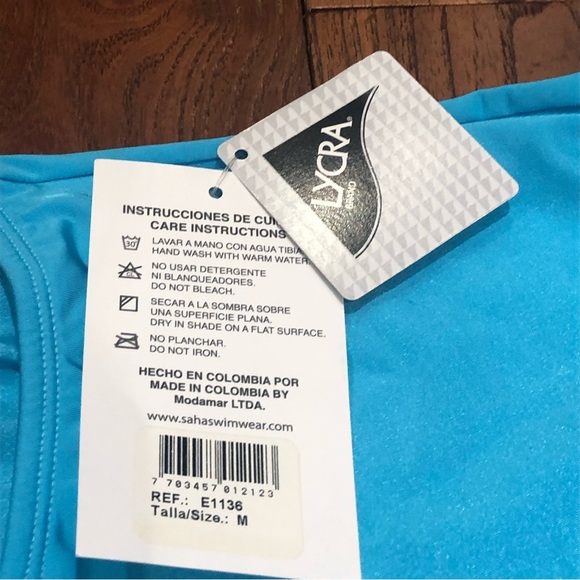 LYCRA®
BRAND
INSTRUCCIONES DE
CARE INSTRUCTIONS
30°
LAVAR A MANO CON AGUA TIBIA
HAND WASH WITH WARM WATER
CL
NO USAR DETERGENTE
NI BLANQUEADORES.
DO NOT BLEACH.
SECAR A LA SOMBRA SOBRE
UNA SUPERFICIE PLANA.
DRY IN SHADE ON A FLAT SURFACE.
NO PLANCHAR.
DO NOT IRON.
HECHO EN COLOMBIA POR
MADE IN COLOMBIA BY
Modamar LTDA.
www.sahaswimwear.com
7 703457 012123
REF.: E1136
Talla/Size.: M